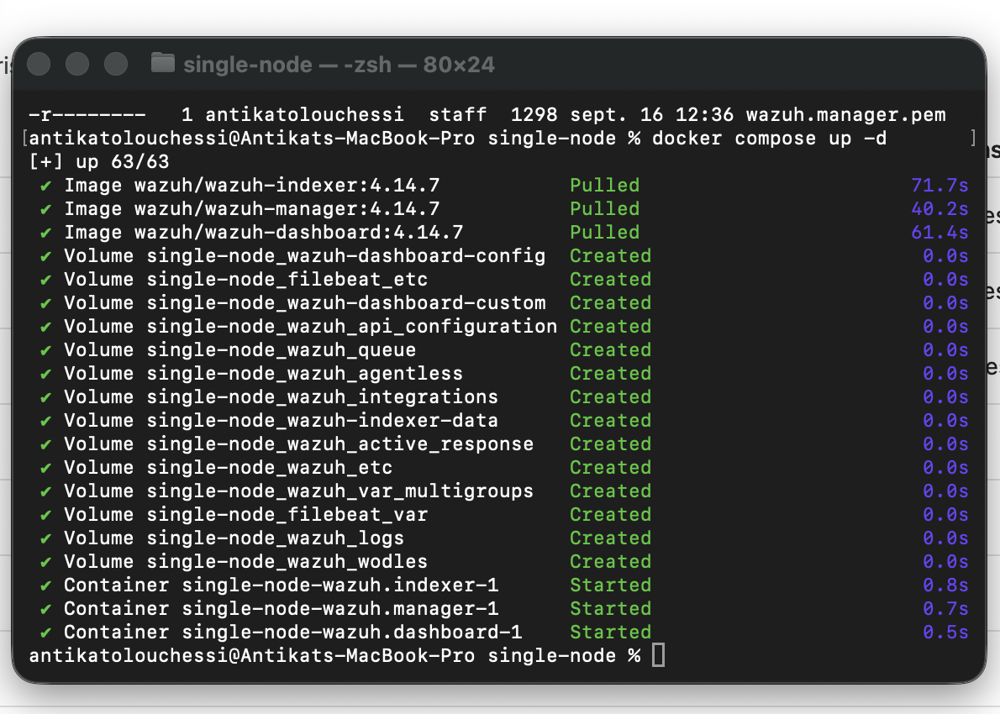 single-node — -zsh — 80×24
-r-------- 1 antikatolouchessi staff 1298 sept. 16 12:36 wazuh.manager.pem
[antikatolouchessi@Antikats-MacBook-Pro single-node % docker compose up -d ]
[+] up 63/63
✔ Image wazuh/wazuh-indexer:4.14.7 Pulled 71.7s
✔ Image wazuh/wazuh-manager:4.14.7 Pulled 40.2s
✔ Image wazuh/wazuh-dashboard:4.14.7 Pulled 61.4s
✔ Volume single-node_wazuh-dashboard-config Created 0.0s
✔ Volume single-node_filebeat_etc Created 0.0s
✔ Volume single-node_wazuh-dashboard-custom Created 0.0s
✔ Volume single-node_wazuh_api_configuration Created 0.0s
✔ Volume single-node_wazuh_queue Created 0.0s
✔ Volume single-node_wazuh_agentless Created 0.0s
✔ Volume single-node_wazuh_integrations Created 0.0s
✔ Volume single-node_wazuh-indexer-data Created 0.0s
✔ Volume single-node_wazuh_active_response Created 0.0s
✔ Volume single-node_wazuh_etc Created 0.0s
✔ Volume single-node_wazuh_var_multigroups Created 0.0s
✔ Volume single-node_filebeat_var Created 0.0s
✔ Volume single-node_wazuh_logs Created 0.0s
✔ Volume single-node_wazuh_wodles Created 0.0s
✔ Container single-node-wazuh.indexer-1 Started 0.8s
✔ Container single-node-wazuh.manager-1 Started 0.7s
✔ Container single-node-wazuh.dashboard-1 Started 0.5s
antikatolouchessi@Antikats-MacBook-Pro single-node %